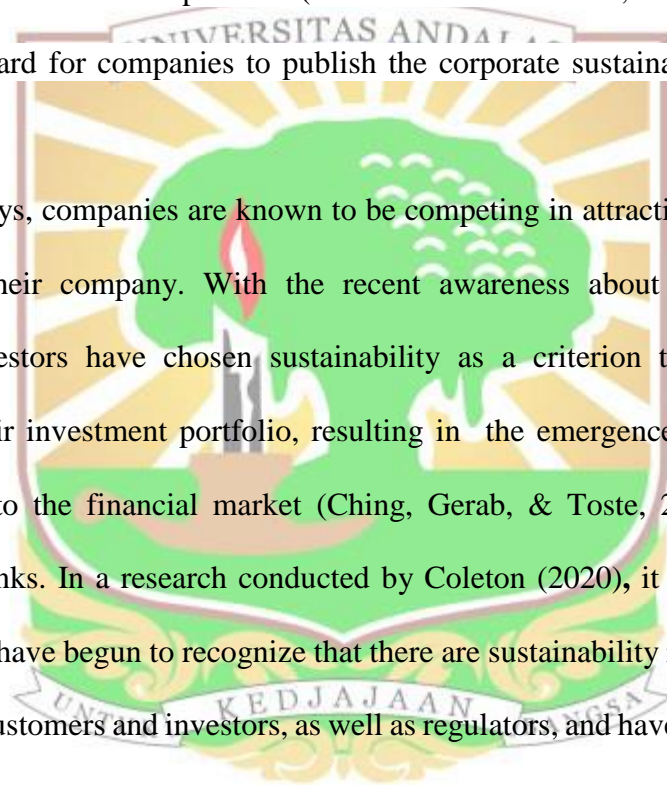 UNIVERSITAS ANDALAS
ard for companies to publish the corporate sustaina
ys, companies are known to be competing in attracti
heir company. With the recent awareness about
vestors have chosen sustainability as a criterion t
ir investment portfolio, resulting in the emergence
to the financial market (Ching, Gerab, & Toste, 2
nks. In a research conducted by Coleton (2020), it
have begun to recognize that there are sustainability
UNTUK KEDJAJAAN BANGSA
ustomers and investors, as well as regulators, and have